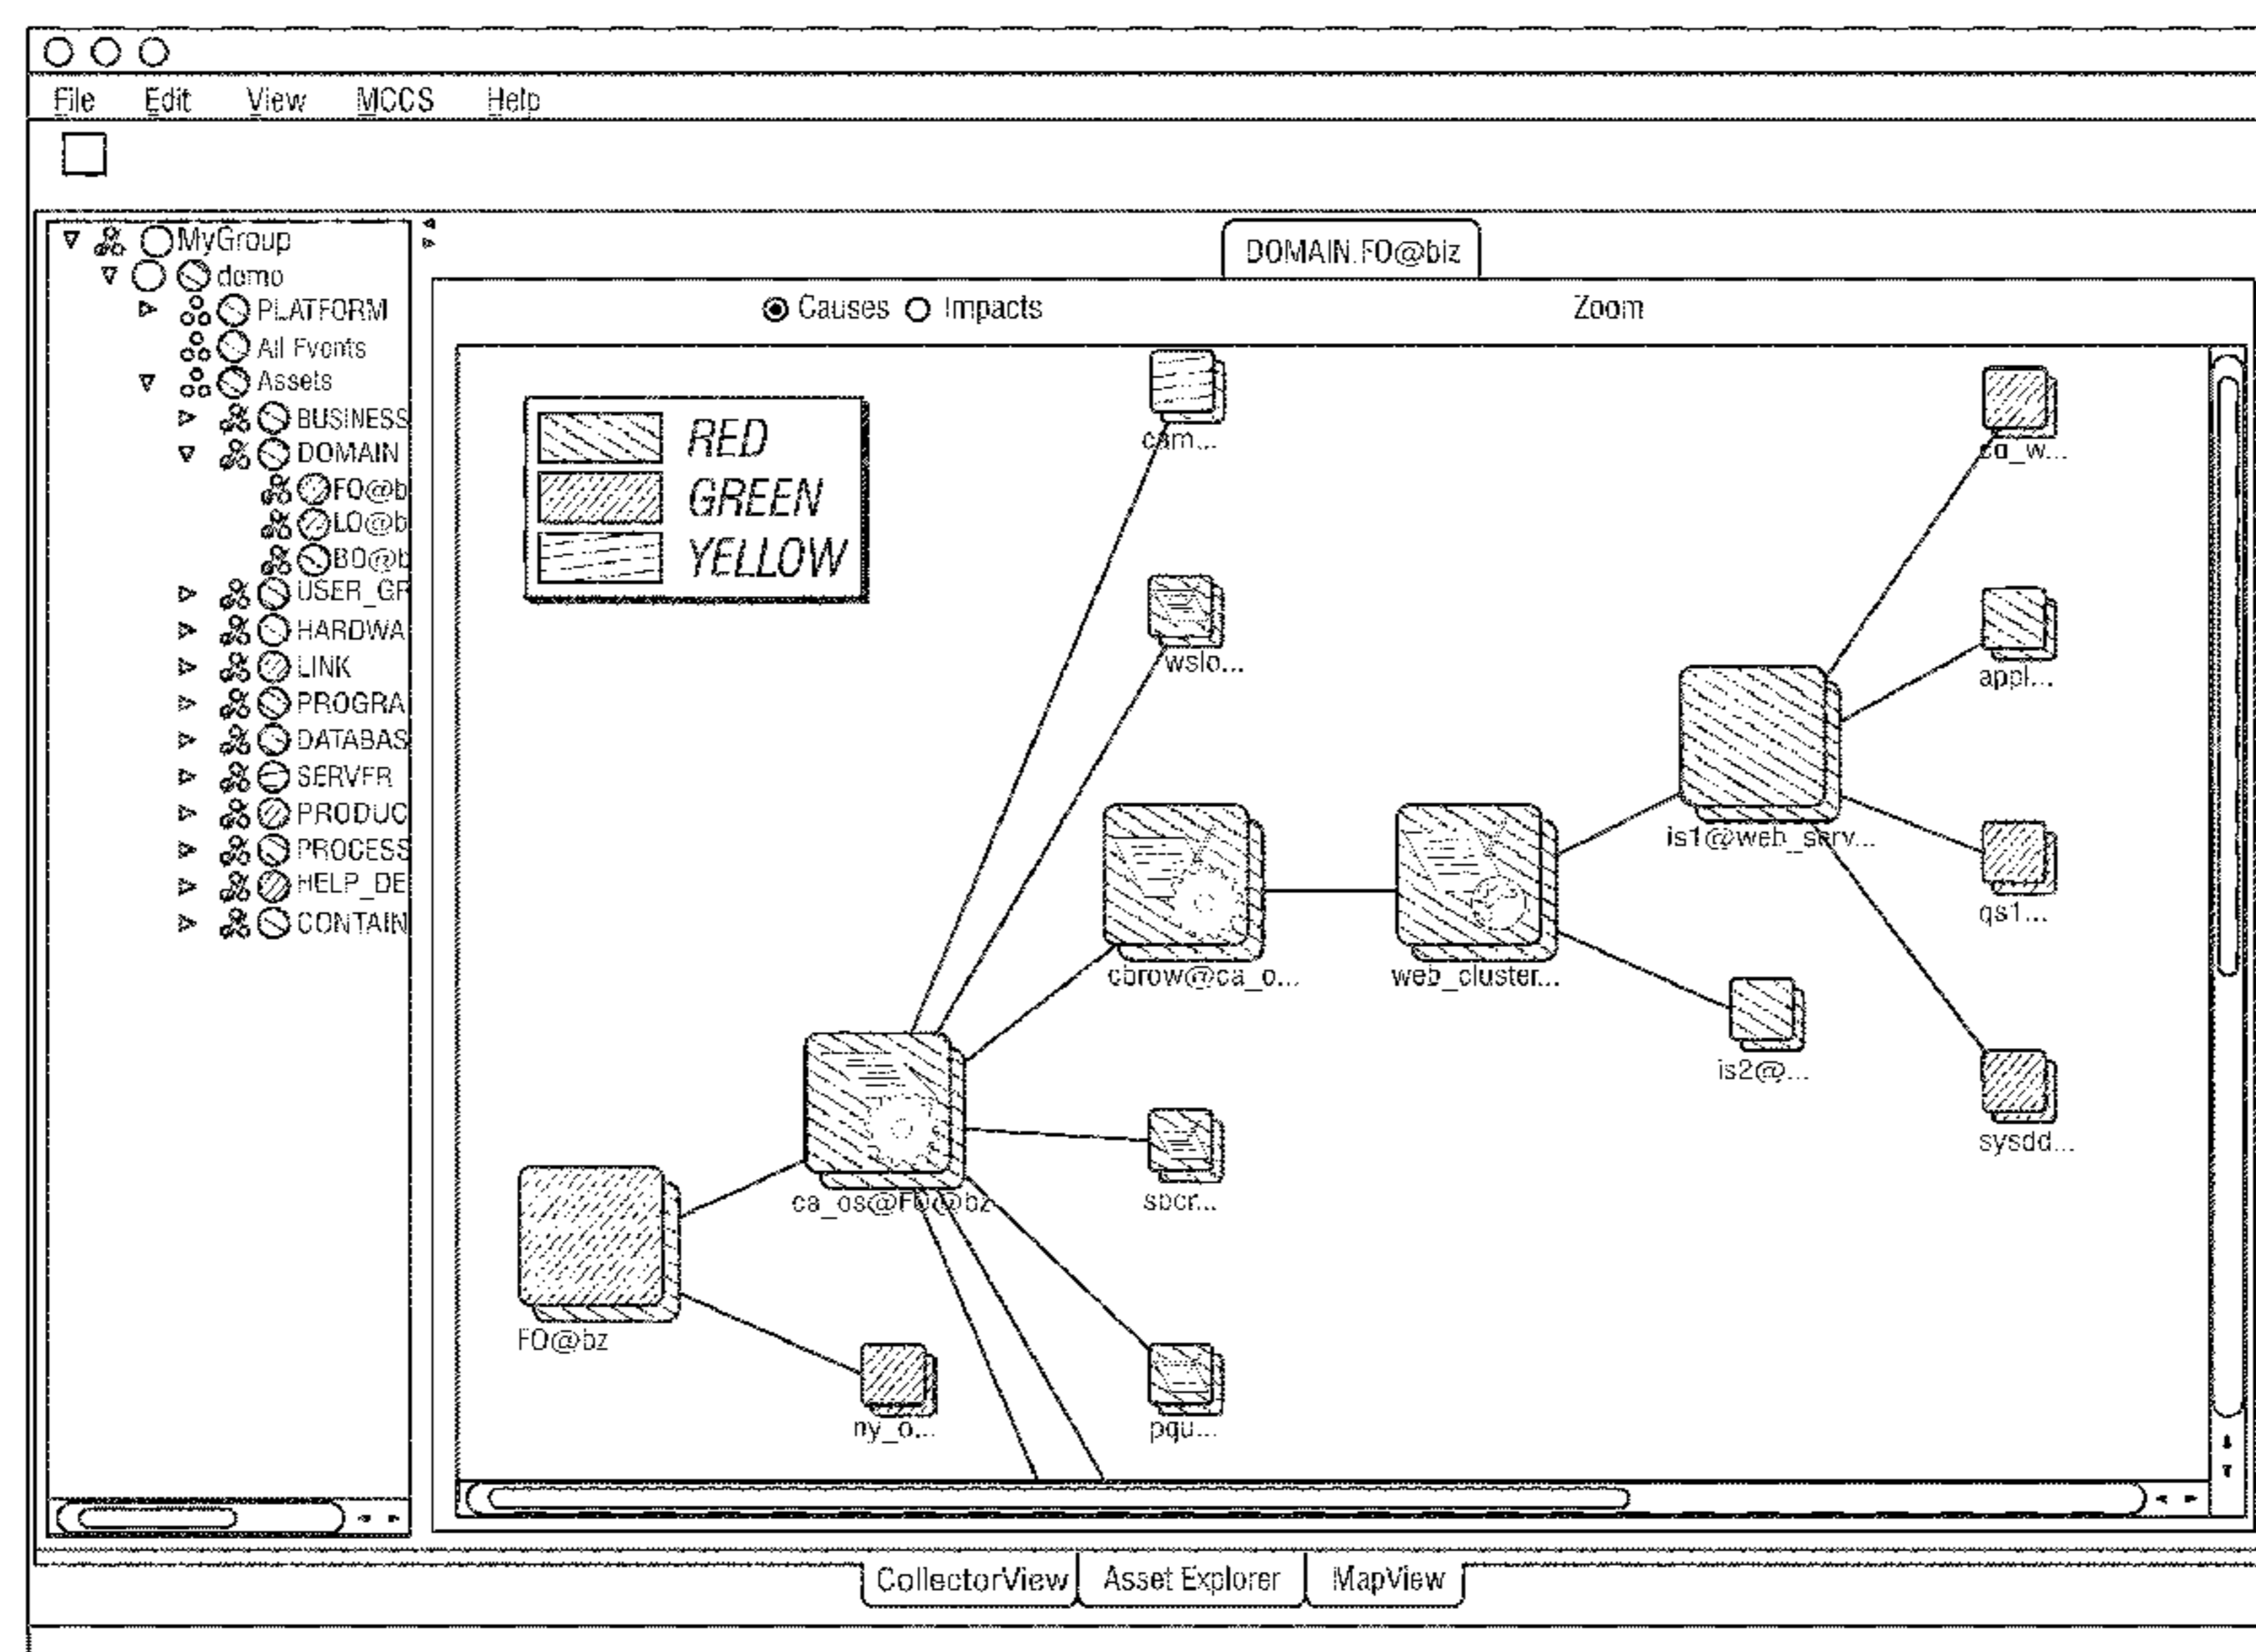 File Edit View MCCS Help
MyGroup
demo
PLATFORM
All Events
Assets
BUSINESS
DOMAIN
FO@b
LO@b
BO@b
USER_GR
HARDWA
LINK
PROGRA
DATABAS
SERVER
PRODUC
PROCESS
HELP_DE
CONTAIN
DOMAIN.FO@biz
Causes Impacts Zoom
RED
GREEN
YELLOW
cam...
wslo...
cbrow@ca_o...
web_cluster...
is1@web_serv...
appl...
qs1...
is2@...
sysdd...
ca_os@FO@bz
FO@bz
ny_o...
pqu...
CollectorView Asset Explorer MapView